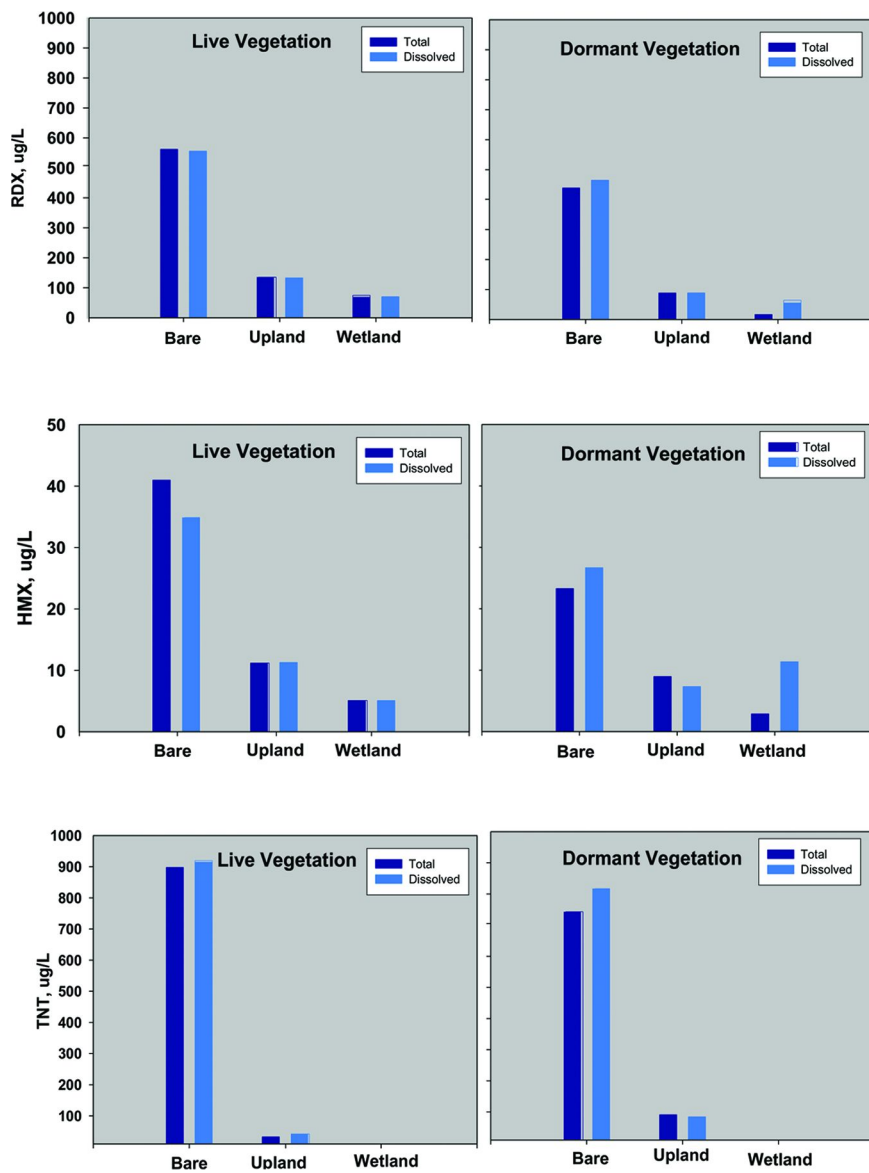 Live Vegetation
Total
Dissolved
Dormant Vegetation
Total
Dissolved
RDX, ug/L
1000
900
800
700
600
500
400
300
200
100
0
Bare Upland Wetland
Bare Upland Wetland
Live Vegetation
Total
Dissolved
Dormant Vegetation
Total
Dissolved
HMX, ug/L
50
40
30
20
10
0
Bare Upland Wetland
Bare Upland Wetland
Live Vegetation
Total
Dissolved
Dormant Vegetation
Total
Dissolved
TNT, ug/L
1000
900
800
700
600
500
400
300
200
100
Bare Upland Wetland
Bare Upland Wetland